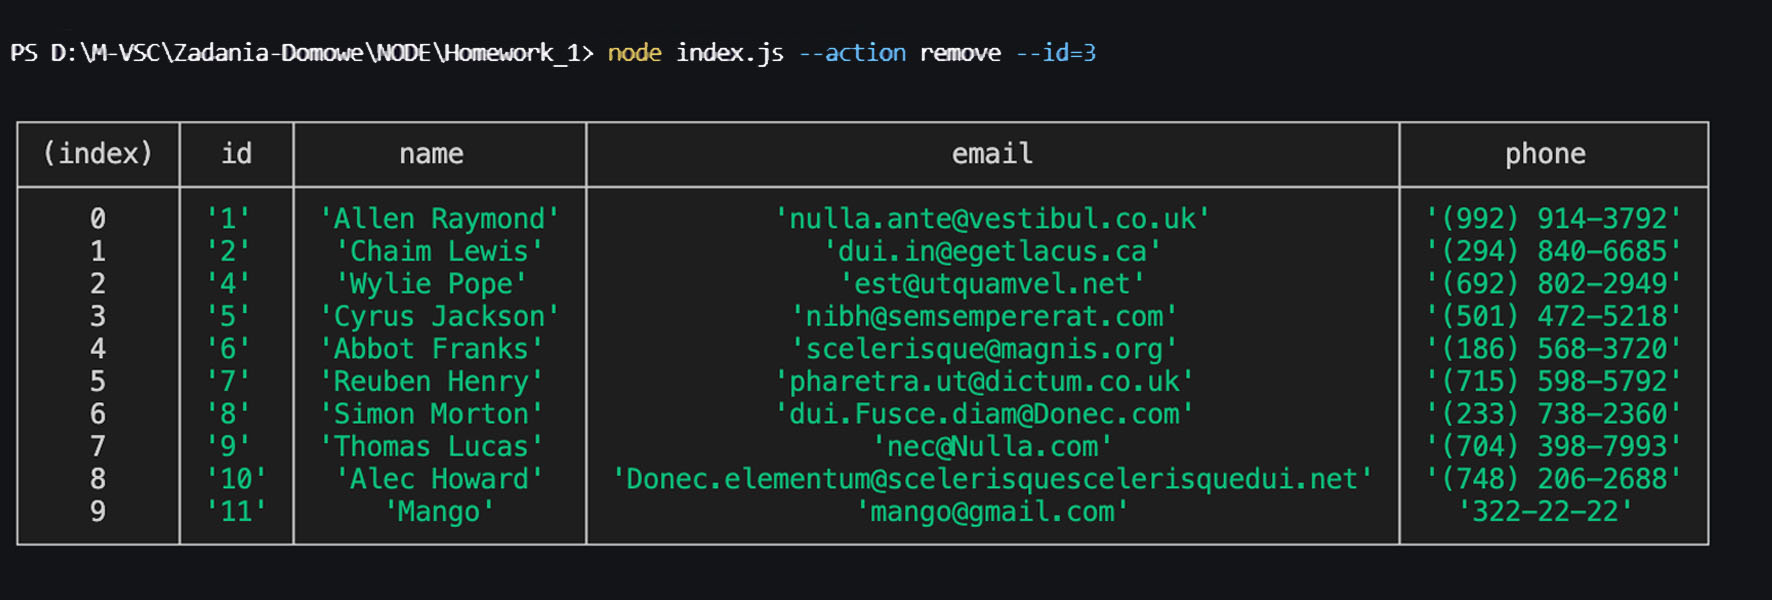 PS D:\M-VSC\Zadania-Domowe\NODE\Homework_1> node index.js --action remove --id=3
(index) id name email phone
0 '1' 'Allen Raymond' 'nulla.ante@vestibul.co.uk' '(992) 914-3792'
1 '2' 'Chaim Lewis' 'dui.in@egetlacus.ca' '(294) 840-6685'
2 '4' 'Wylie Pope' 'est@utquamvel.net' '(692) 802-2949'
3 '5' 'Cyrus Jackson' 'nibh@semsempererat.com' '(501) 472-5218'
4 '6' 'Abbot Franks' 'scelerisque@magnis.org' '(186) 568-3720'
5 '7' 'Reuben Henry' 'pharetra.ut@dictum.co.uk' '(715) 598-5792'
6 '8' 'Simon Morton' 'dui.Fusce.diam@Donec.com' '(233) 738-2360'
7 '9' 'Thomas Lucas' 'nec@Nulla.com' '(704) 398-7993'
8 '10' 'Alec Howard' 'Donec.elementum@scelerisquescelerisquedui.net' '(748) 206-2688'
9 '11' 'Mango' 'mango@gmail.com' '322-22-22'